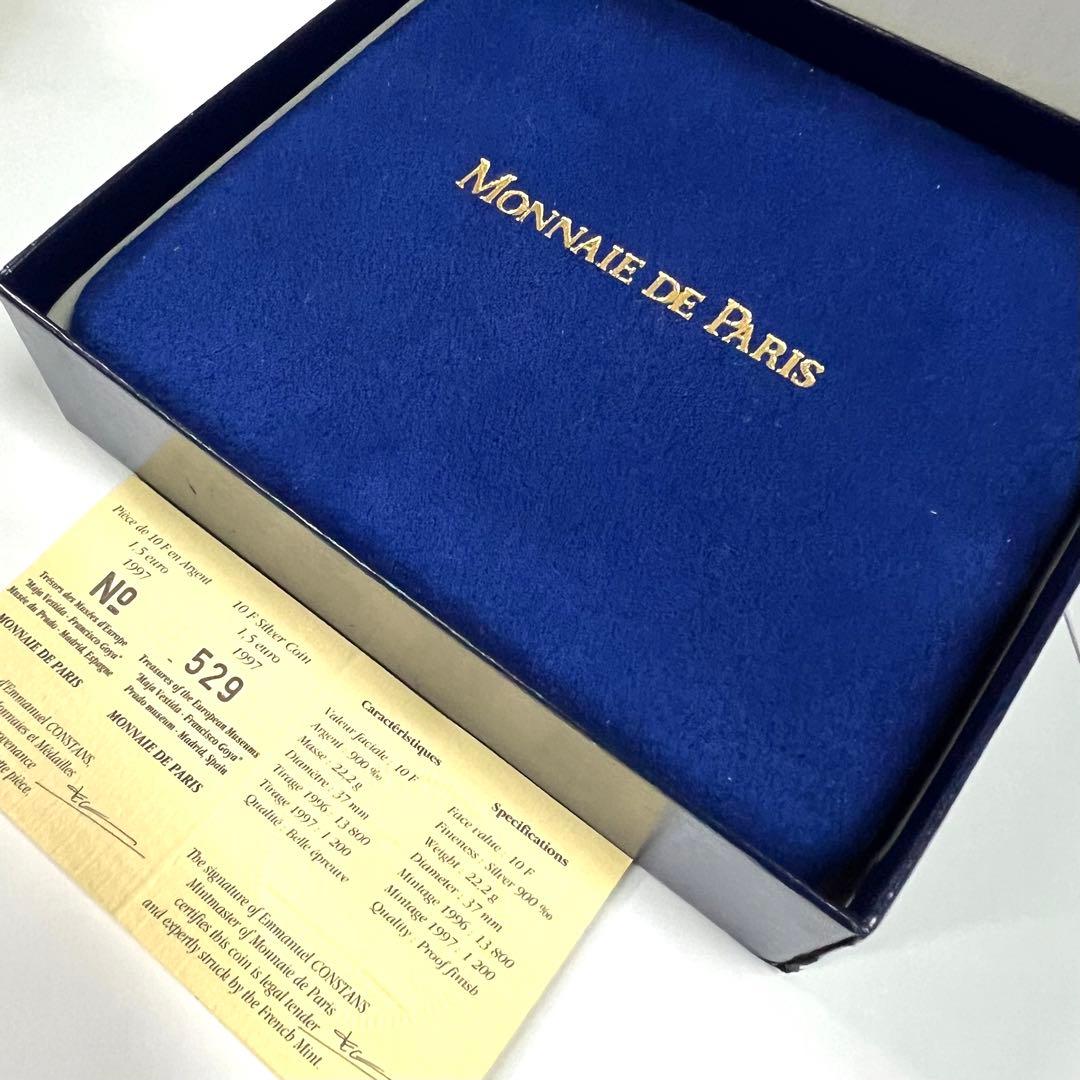 MONNAIE DE PARIS
Pièce de 10 F en Argent
1,5 euro
1997
Nº
Trésors des Musées d'Europe
"Maja Vestida - Francisco Goya"
Musée du Prado - Madrid, Espagne
MONNAIE DE PARIS
d'Emmanuel CONSTANS
Monnaies et Médailles
te pièce.
10 F Silver Coin
1,5 euro
1997
529
Treasures of the European Museums
"Maja Vestida - Francisco Goya"
Prado museum - Madrid, Spain
MONNAIE DE PARIS
Caractéristiques
Valeur faciale : 10 F
Argent 900 ‰
Masse : 22,2 g
Diamètre : 37 mm
Tirage 1996 : 13 800
Tirage 1997 : 1 200
Qualité : Belle épreuve
Specifications
Face value : 10 F
Fineness : Silver 900 ‰
Weight : 22,2 g
Diameter : 37 mm
Mintage 1996 : 13 800
Mintage 1997 : 1 200
Quality : Proof finish
The signature of Emmanuel CONSTANS
Mintmaster of Monnaie de Paris
certifies this coin is legal tender
and expertly struck by the French Mint.